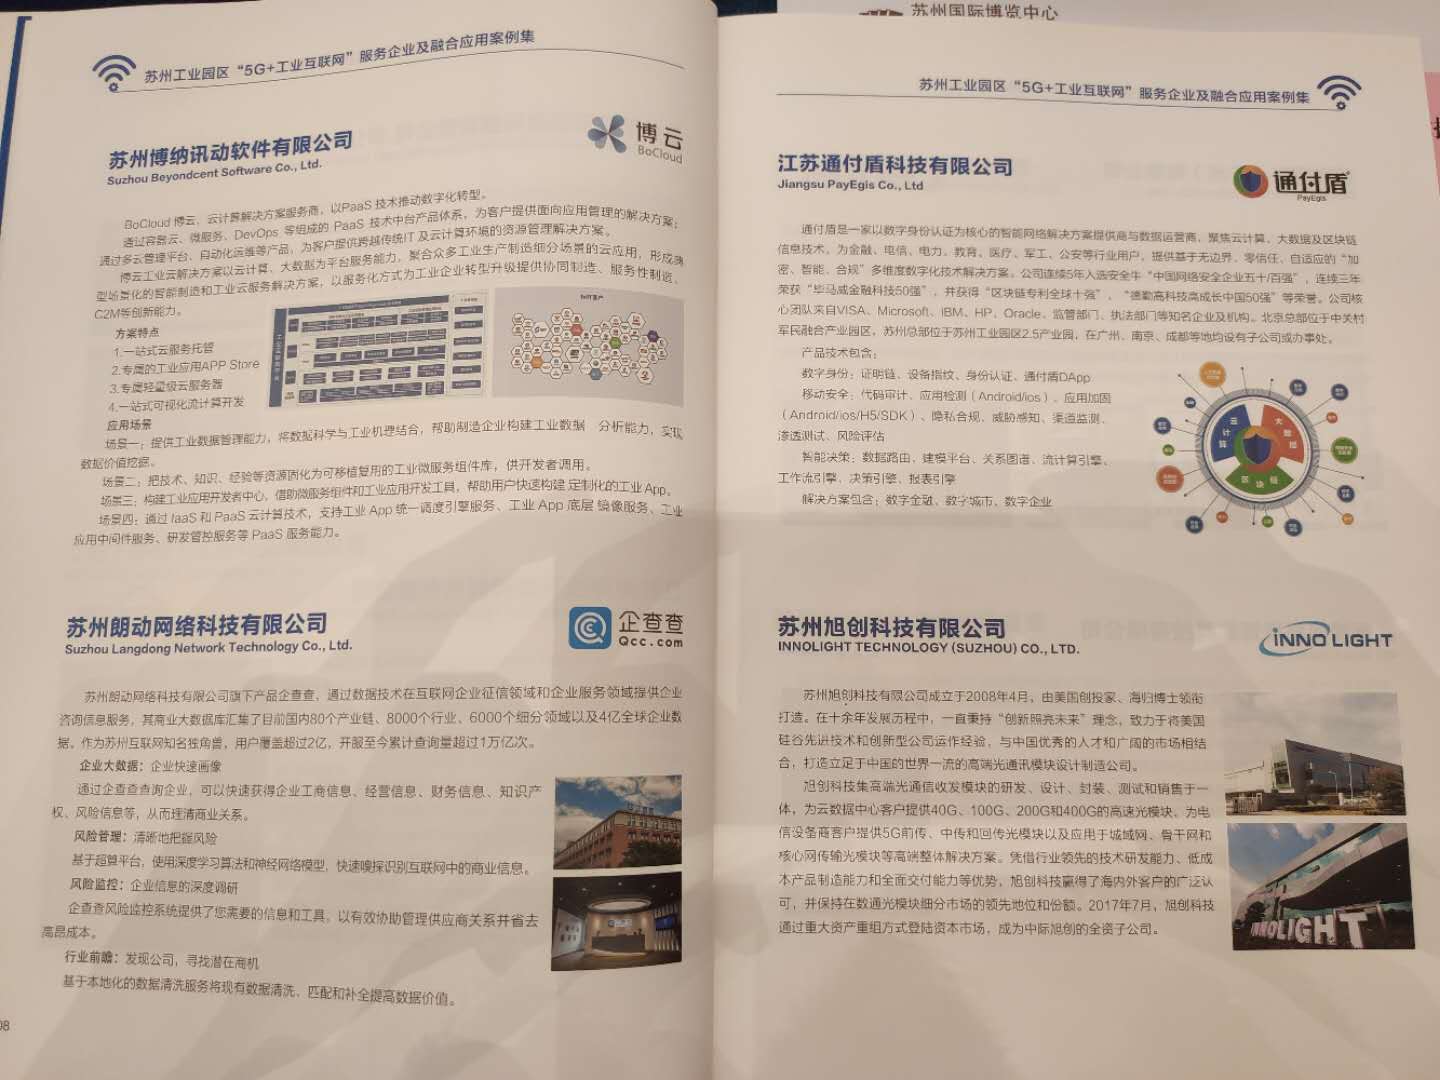 苏州国际博览中心
苏州工业园区“5G+工业互联网”服务企业及融合应用案例集
苏州博纳讯动软件有限公司
Suzhou Beyondcent Software Co., Ltd.
博云
BoCloud
BoCloud 博云，云计算解决方案服务商，以PaaS 技术推动数字化转型。
通过容器云、微服务、DevOps 等组成的 PaaS 技术中台产品体系，为客户提供面向应用管理的解决方案；
通过多云管理平台、自动化运维等产品，为客户提供跨越传统IT 及云计算环境的资源管理解决方案。
博云工业云解决方案以云计算、大数据为平台服务能力，聚合众多工业生产制造细分场景的云应用，形成典
型场景化的智能制造和工业云服务解决方案，以服务化方式为工业企业转型升级提供协同制造、服务性制造、
C2M等创新能力。
方案特点
1.一站式云服务托管
2.专属的工业应用APP Store
3.专属轻量级云服务器
4.一站式可视化流计算开发
应用场景
场景一：提供工业数据管理能力，将数据科学与工业机理结合，帮助制造企业构建工业数据 分析能力，实现
数据价值挖掘。
场景二：把技术、知识、经验等资源固化为可移植复用的工业微服务组件库，供开发者调用。
场景三：构建工业应用开发者中心，借助微服务组件和工业应用开发工具，帮助用户快速构建 定制化的工业 App。
场景四：通过 IaaS 和 PaaS 云计算技术，支持工业 App 统一调度引擎服务、工业 App 底层 镜像服务、工业
应用中间件服务、研发管控服务等 PaaS 服务能力。
苏州朗动网络科技有限公司
Suzhou Langdong Network Technology Co., Ltd.
企查查
Qcc.com
苏州朗动网络科技有限公司旗下产品企查查，通过数据技术在互联网企业征信领域和企业服务领域提供企业
咨询信息服务，其商业大数据库汇集了目前国内80个产业链、8000个行业、6000个细分领域以及4亿全球企业数
据。作为苏州互联网知名独角兽，用户覆盖超过2亿，开服至今累计查询量超过1万亿次。
企业大数据：企业快速画像
通过企查查查询企业，可以快速获得企业工商信息、经营信息、财务信息、知识产
权、风险信息等，从而理清商业关系。
风险管理：清晰地把握风险
基于超算平台，使用深度学习算法和神经网络模型，快速嗅探识别互联网中的商业信息。
风险监控：企业信息的深度调研
企查查风险监控系统提供了您需要的信息和工具，以有效协助管理供应商关系并省去
高昂成本。
行业前瞻：发现公司，寻找潜在商机
基于本地化的数据清洗服务将现有数据清洗、匹配和补全提高数据价值。
08
苏州工业园区“5G+工业互联网”服务企业及融合应用案例集
江苏通付盾科技有限公司
Jiangsu PayEgis Co., Ltd
通付盾
PayEgis
通付盾是一家以数字身份认证为核心的智能网络解决方案提供商与数据运营商，聚焦云计算、大数据及区块链
信息技术，为金融、电信、电力、教育、医疗、军工、公安等行业用户，提供基于无边界、零信任、自适应的“加
密、智能、合规”多维度数字化技术解决方案。公司连续5年入选安全牛“中国网络安全企业五十/百强”，连续三年
荣获“毕马威金融科技50强”，并获得“区块链专利全球十强”，“德勤高科技高成长中国50强”等荣誉。公司核
心团队来自VISA、Microsoft、IBM、HP、Oracle、监管部门、执法部门等知名企业及机构。北京总部位于中关村
军民融合产业园区，苏州总部位于苏州工业园区2.5产业园，在广州、南京、成都等地均设有子公司或办事处。
产品技术包含：
数字身份：证明链、设备指纹、身份认证、通付盾DApp
移动安全：代码审计、应用检测（Android/ios）、应用加固
（Android/ios/H5/SDK）、隐私合规、威胁感知、渠道监测、
渗透测试、风险评估
智能决策：数据路由、建模平台、关系图谱、流计算引擎、
工作流引擎、决策引擎、报表引擎
解决方案包含：数字金融、数字城市、数字企业
云计算
大数据
区块链
苏州旭创科技有限公司
INNOLIGHT TECHNOLOGY (SUZHOU) CO., LTD.
INNO LIGHT
苏州旭创科技有限公司成立于2008年4月，由美国创投家、海归博士领衔
打造。在十余年发展历程中，一直秉持“创新照亮未来”理念，致力于将美国
硅谷先进技术和创新型公司运作经验，与中国优秀的人才和广阔的市场相结
合，打造立足于中国的世界一流的高端光通讯模块设计制造公司。
旭创科技集高端光通信收发模块的研发、设计、封装、测试和销售于一
体，为云数据中心客户提供40G、100G、200G和400G的高速光模块，为电
信设备商客户提供5G前传、中传和回传光模块以及应用于城域网、骨干网和
核心网传输光模块等高端整体解决方案。凭借行业领先的技术研发能力、低成
本产品制造能力和全面交付能力等优势，旭创科技赢得了海内外客户的广泛认
可，并保持在数通光模块细分市场的领先地位和份额。2017年7月，旭创科技
通过重大资产重组方式登陆资本市场，成为中际旭创的全资子公司。
INNOLIGHT